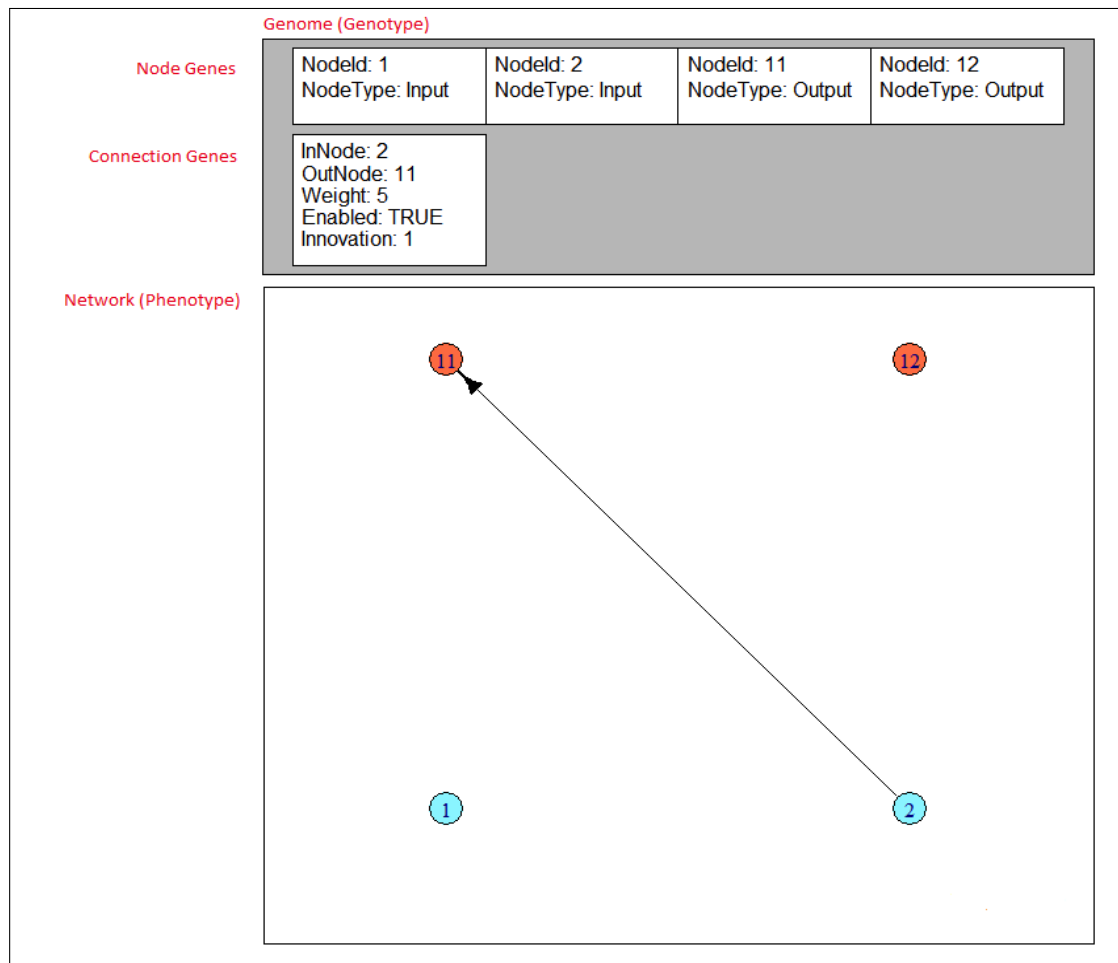 Genome (Genotype)
Node Genes
NodeId: 1
NodeType: Input
NodeId: 2
NodeType: Input
NodeId: 11
NodeType: Output
NodeId: 12
NodeType: Output
Connection Genes
InNode: 2
OutNode: 11
Weight: 5
Enabled: TRUE
Innovation: 1
Network (Phenotype)
11
12
1
2